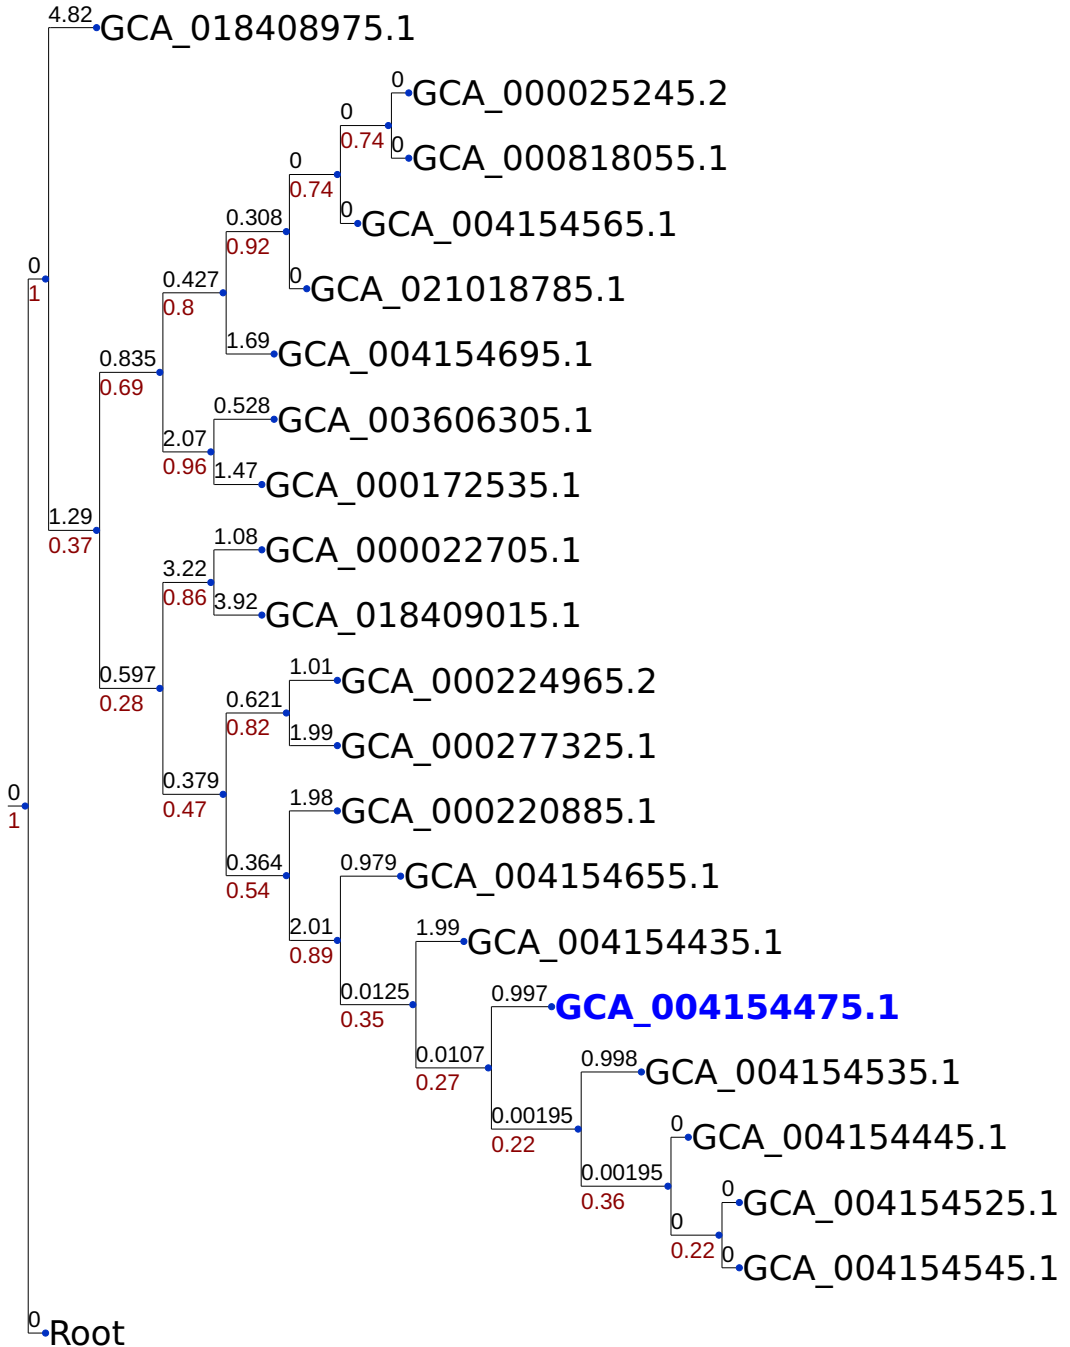 4.82 GCA_018408975.1
0 GCA_000025245.2
0
0.74
0 GCA_000818055.1
0
0.74
0 GCA_004154565.1
0.308
0.92
0 GCA_021018785.1
0
1
0.427
0.8
1.69 GCA_004154695.1
0.835
0.69
0.528 GCA_003606305.1
2.07
0.96
1.47 GCA_000172535.1
1.29
0.37
1.08 GCA_000022705.1
3.22
0.86
3.92 GCA_018409015.1
0.597
0.28
1.01 GCA_000224965.2
0.621
0.82
1.99 GCA_000277325.1
0.379
0.47
0
1
1.98 GCA_000220885.1
0.364
0.54
0.979 GCA_004154655.1
2.01
0.89
1.99 GCA_004154435.1
0.0125
0.35
0.997 GCA_004154475.1
0.0107
0.27
0.998 GCA_004154535.1
0.00195
0.22
0 GCA_004154445.1
0.00195
0.36
0 GCA_004154525.1
0
0.22
0 GCA_004154545.1
0 Root